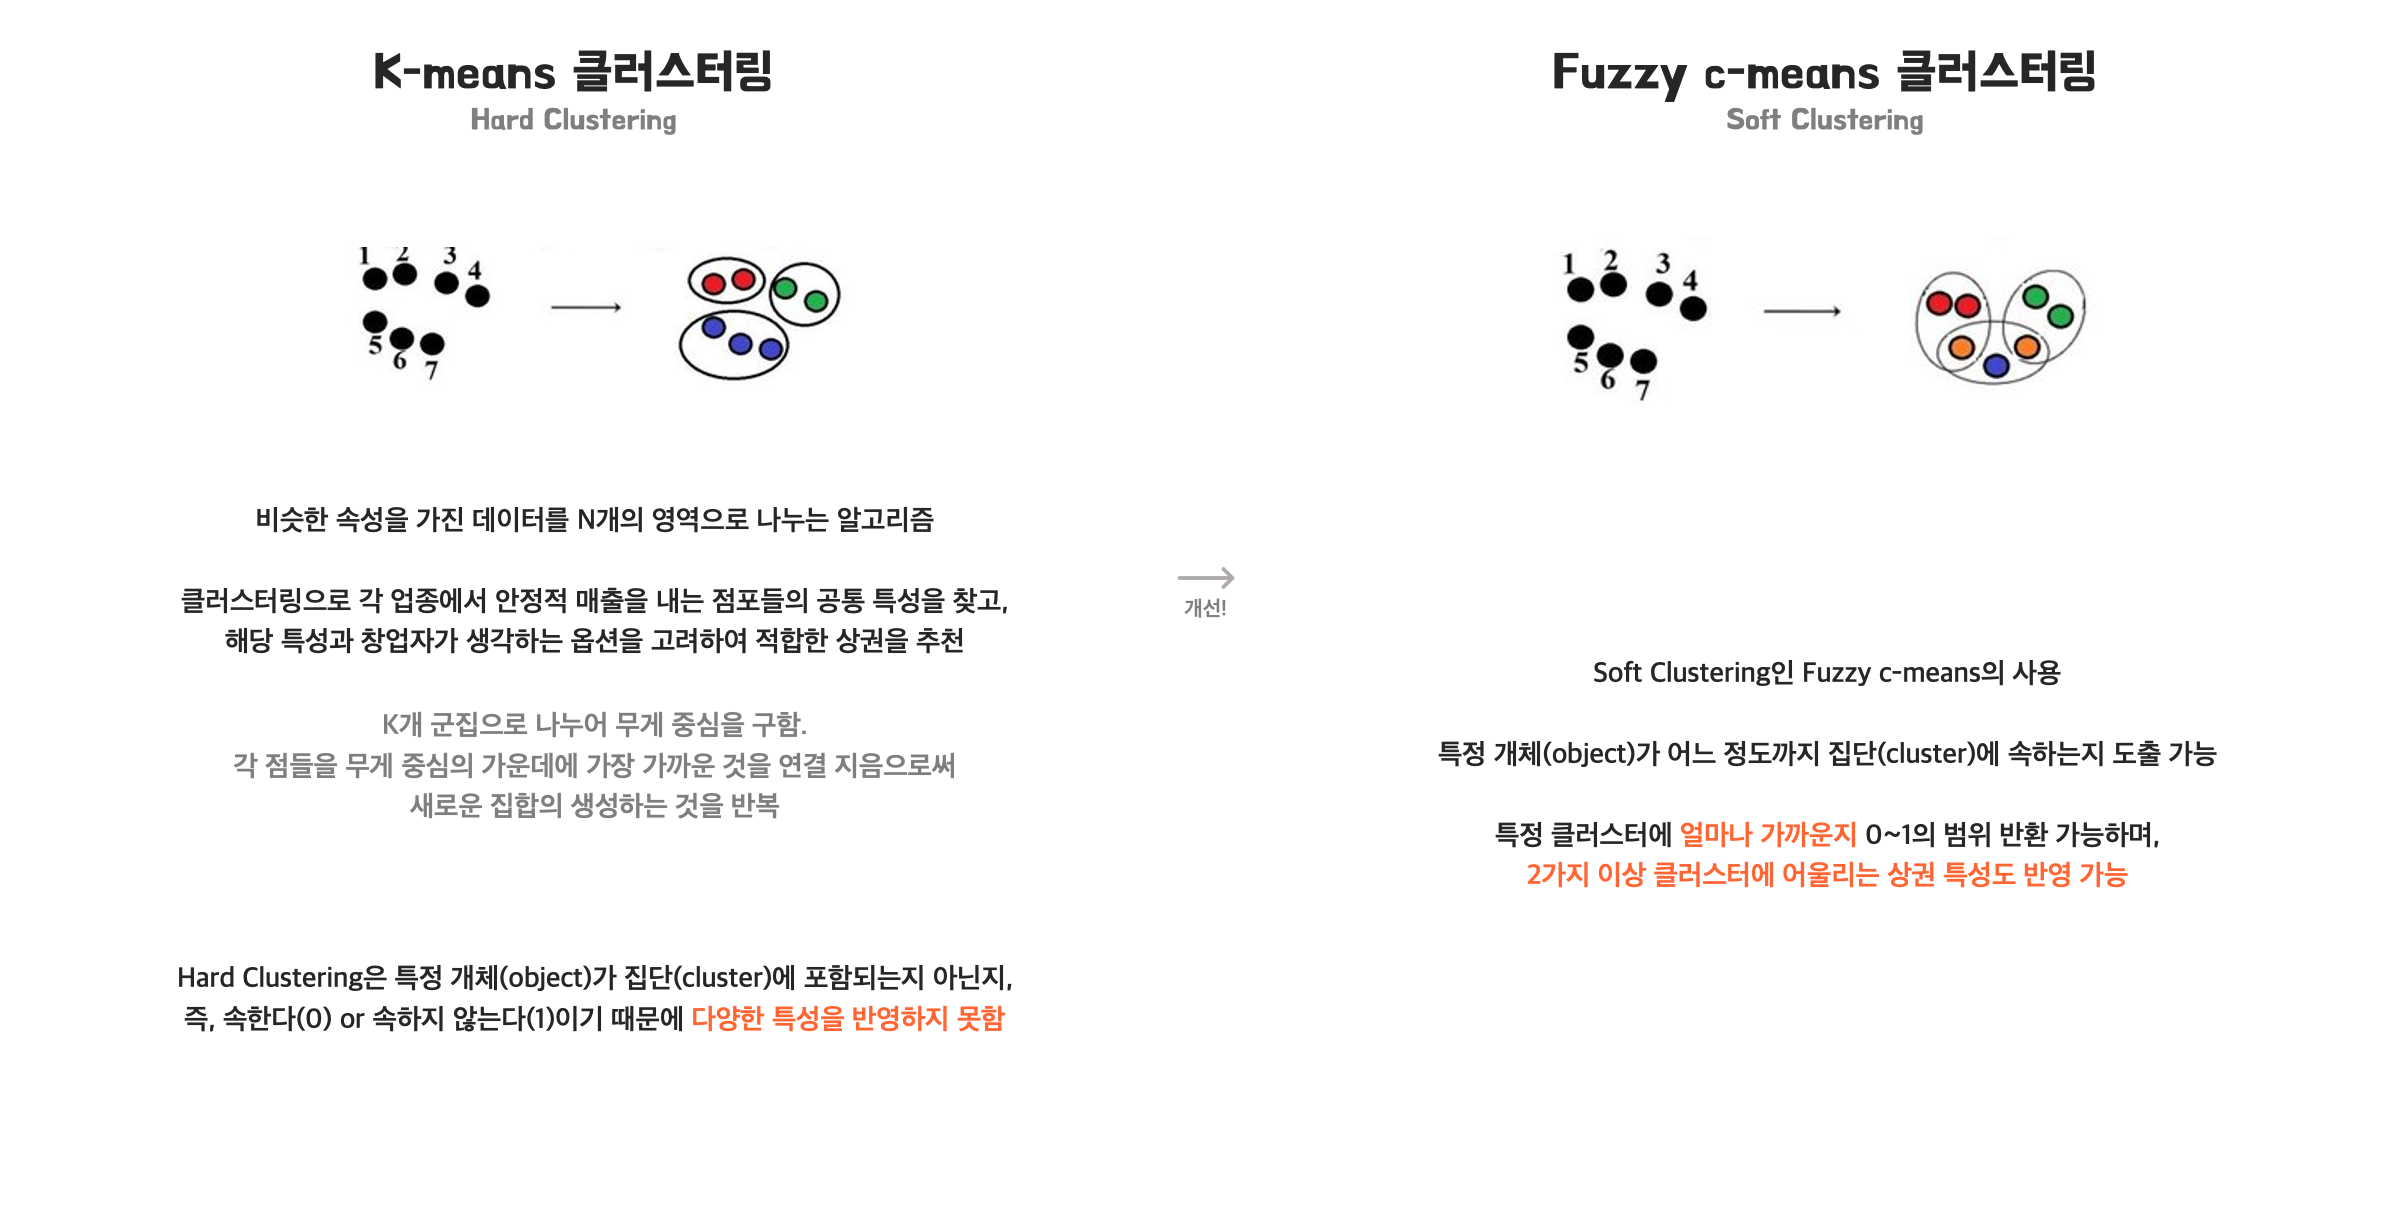 K-means 클러스터링
Hard Clustering
1 2 3 4
5 6 7
비슷한 속성을 가진 데이터를 N개의 영역으로 나누는 알고리즘
클러스터링으로 각 업종에서 안정적 매출을 내는 점포들의 공통 특성을 찾고,
해당 특성과 창업자가 생각하는 옵션을 고려하여 적합한 상권을 추천
K개 군집으로 나누어 무게 중심을 구함.
각 점들을 무게 중심의 가운데에 가장 가까운 것을 연결 지음으로써
새로운 집합의 생성하는 것을 반복
Hard Clustering은 특정 개체(object)가 집단(cluster)에 포함되는지 아닌지,
즉, 속한다(0) or 속하지 않는다(1)이기 때문에 다양한 특성을 반영하지 못함
개선!
Fuzzy c-means 클러스터링
Soft Clustering
1 2 3 4
5 6 7
Soft Clustering인 Fuzzy c-means의 사용
특정 개체(object)가 어느 정도까지 집단(cluster)에 속하는지 도출 가능
특정 클러스터에 얼마나 가까운지 0~1의 범위 반환 가능하며,
2가지 이상 클러스터에 어울리는 상권 특성도 반영 가능